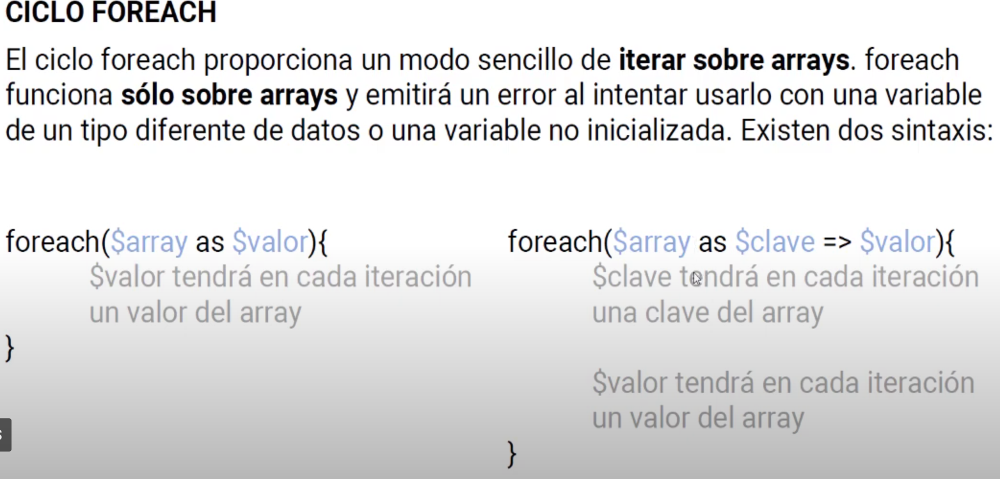 CICLO FOREACH
El ciclo foreach proporciona un modo sencillo de iterar sobre arrays. foreach
funciona sólo sobre arrays y emitirá un error al intentar usarlo con una variable
de un tipo diferente de datos o una variable no inicializada. Existen dos sintaxis:
foreach($array as $valor){
$valor tendrá en cada iteración
un valor del array
}
foreach($array as $clave => $valor){
$clave tendrá en cada iteración
una clave del array
$valor tendrá en cada iteración
un valor del array
}